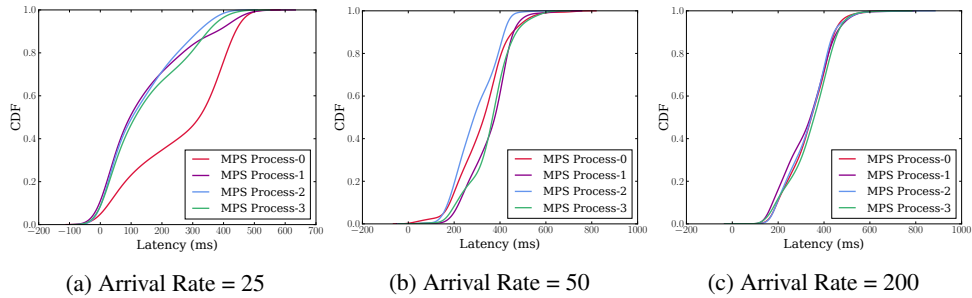 1.0
0.8
0.6
0.4
0.2
0.0
CDF
−200 −100 0 100 200 300 400 500 600 700
Latency (ms)
MPS Process-0
MPS Process-1
MPS Process-2
MPS Process-3
(a) Arrival Rate = 25
1.0
0.8
0.6
0.4
0.2
0.0
CDF
−200 0 200 400 600 800 1000
Latency (ms)
MPS Process-0
MPS Process-1
MPS Process-2
MPS Process-3
(b) Arrival Rate = 50
1.0
0.8
0.6
0.4
0.2
0.0
CDF
−200 0 200 400 600 800 1000
Latency (ms)
MPS Process-0
MPS Process-1
MPS Process-2
MPS Process-3
(c) Arrival Rate = 200